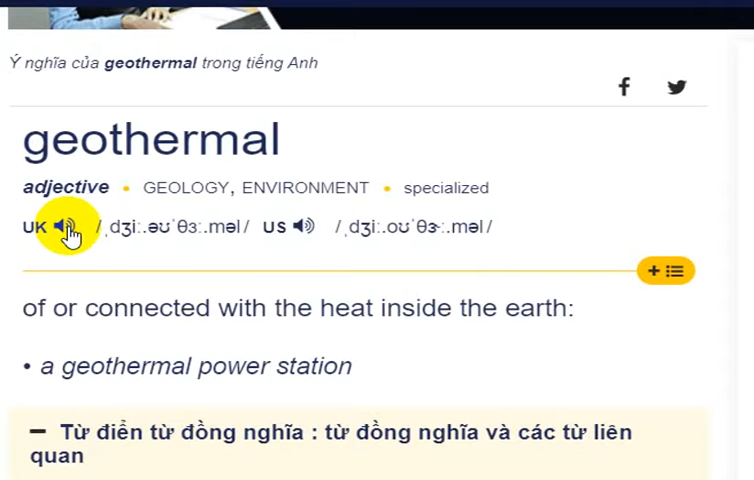 Ý nghĩa của geothermal trong tiếng Anh
geothermal
adjective • GEOLOGY, ENVIRONMENT • specialized
UK /ˌdʒiː.əʊˈθɜː.məl/ US /ˌdʒiː.oʊˈθɝː.məl/
of or connected with the heat inside the earth:
• a geothermal power station
Từ điển từ đồng nghĩa : từ đồng nghĩa và các từ liên
quan